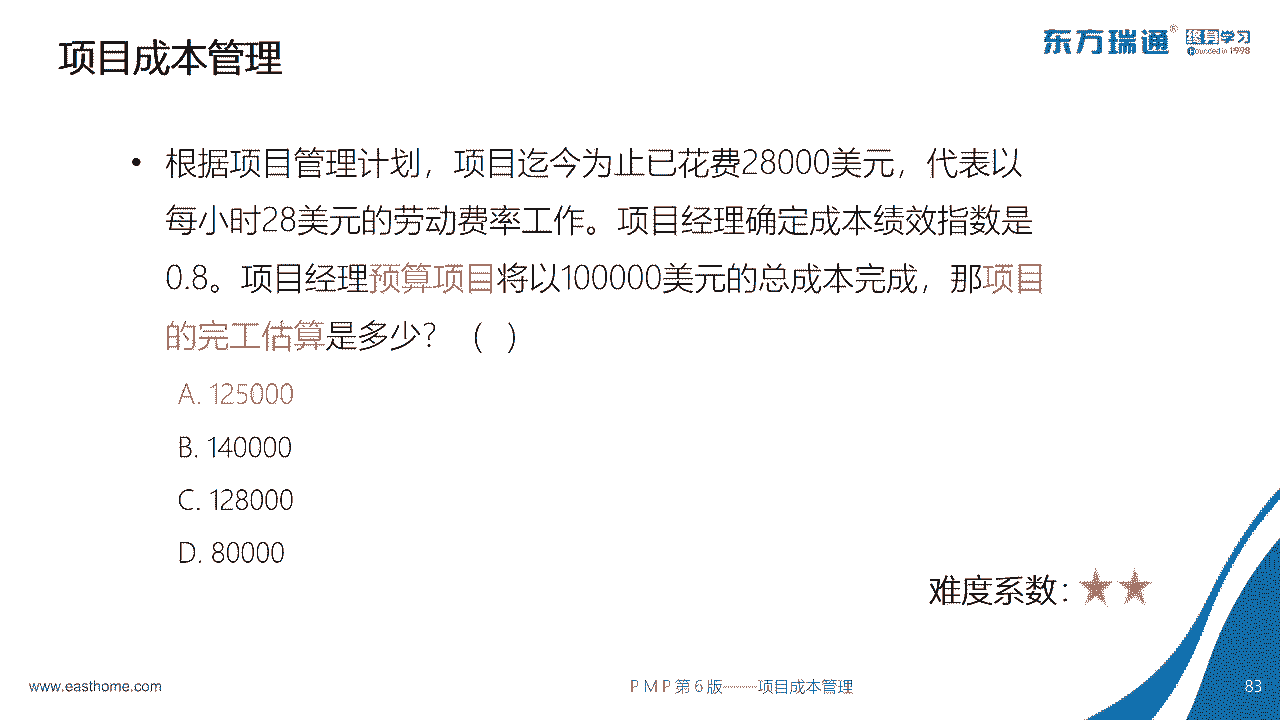 项目成本管理
东方瑞通® 终身学习
Founded in 1998
• 根据项目管理计划，项目迄今为止已花费28000美元，代表以
每小时28美元的劳动费率工作。项目经理确定成本绩效指数是
0.8。项目经理预算项目将以100000美元的总成本完成，那项目
的完工估算是多少？（ ）
A. 125000
B. 140000
C. 128000
D. 80000
难度系数：★★
www.easthome.com
PMP第6版———项目成本管理
83